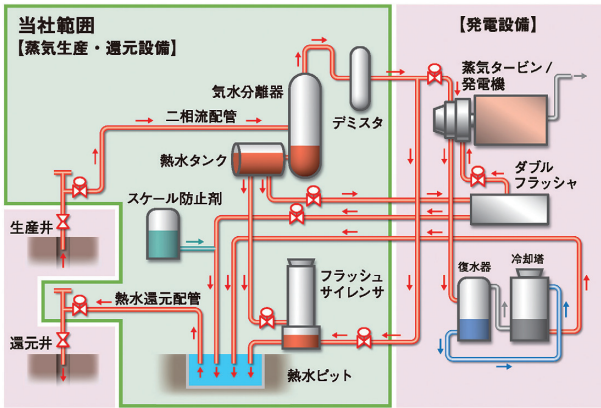 当社範囲
【蒸気生産・還元設備】
【発電設備】
気水分離器
二相流配管
デミスタ
蒸気タービン/
発電機
熱水タンク
ダブル
フラッシャ
スケール防止剤
生産井
フラッシュ
サイレンサ
復水器
冷却塔
熱水還元配管
還元井
熱水ピット